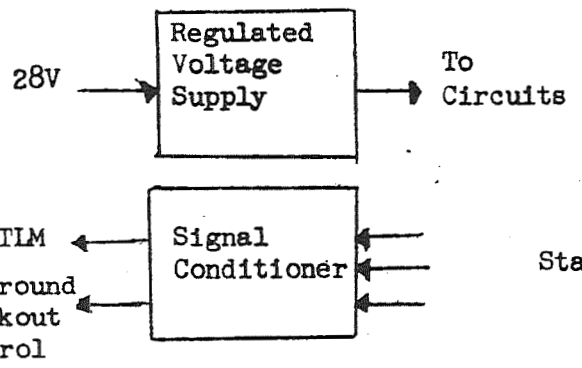 Regulated
Voltage
Supply
28V
To
Circuits
TLM
Signal
Conditioner
Sta
round
kout
rol